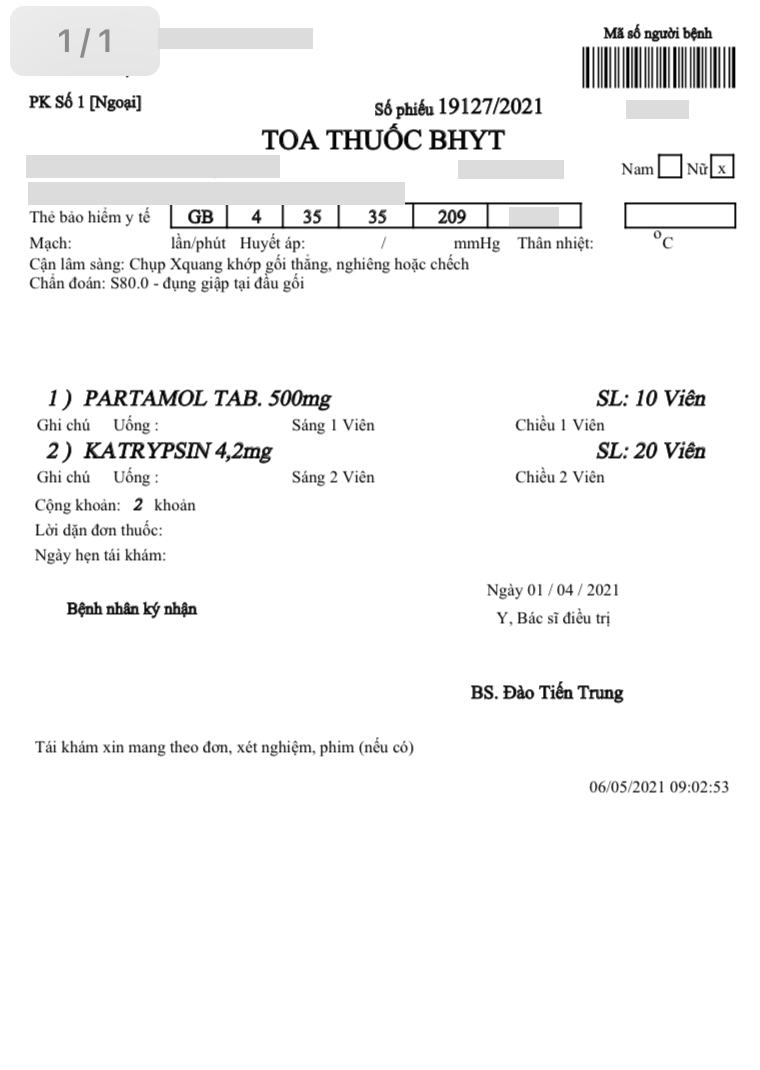 1/1
Mã số người bệnh
PK Số 1 [Ngoại]
Số phiếu 19127/2021
TOA THUỐC BHYT
Nam Nữ x
Thẻ bảo hiểm y tế GB 4 35 35 209
Mạch: lần/phút Huyết áp: / mmHg Thân nhiệt: °C
Cận lâm sàng: Chụp Xquang khớp gối thẳng, nghiêng hoặc chếch
Chẩn đoán: S80.0 - đụng giập tại đầu gối
1 ) PARTAMOL TAB. 500mg SL: 10 Viên
Ghi chú Uống : Sáng 1 Viên Chiều 1 Viên
2 ) KATRYPSIN 4,2mg SL: 20 Viên
Ghi chú Uống : Sáng 2 Viên Chiều 2 Viên
Cộng khoản: 2 khoản
Lời dặn đơn thuốc:
Ngày hẹn tái khám:
Ngày 01 / 04 / 2021
Bệnh nhân ký nhận
Y, Bác sĩ điều trị
BS. Đào Tiến Trung
Tái khám xin mang theo đơn, xét nghiệm, phim (nếu có)
06/05/2021 09:02:53